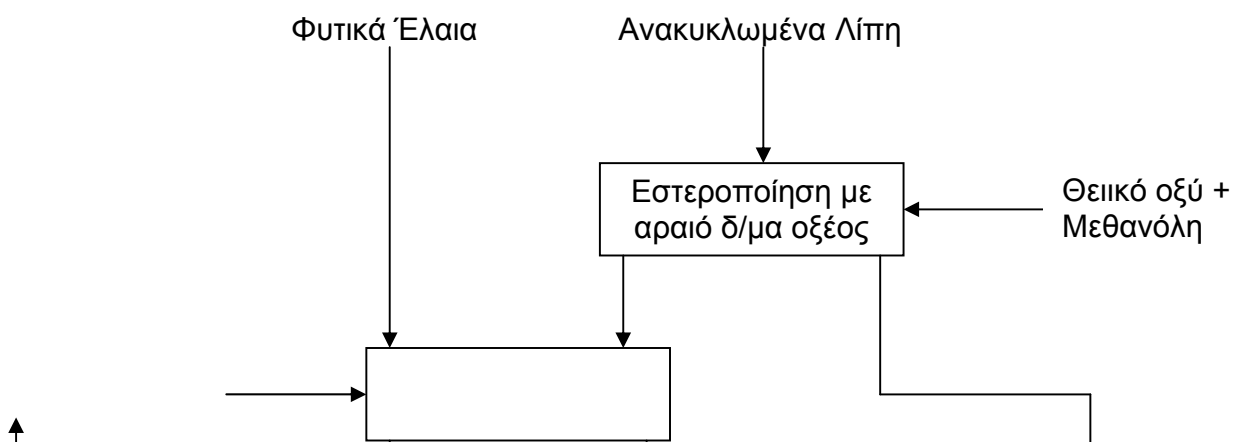 Φυτικά Έλαια
Ανακυκλωμένα Λίπη
Εστεροποίηση με
αραιό δ/μα οξέος
Θειικό οξύ +
Μεθανόλη